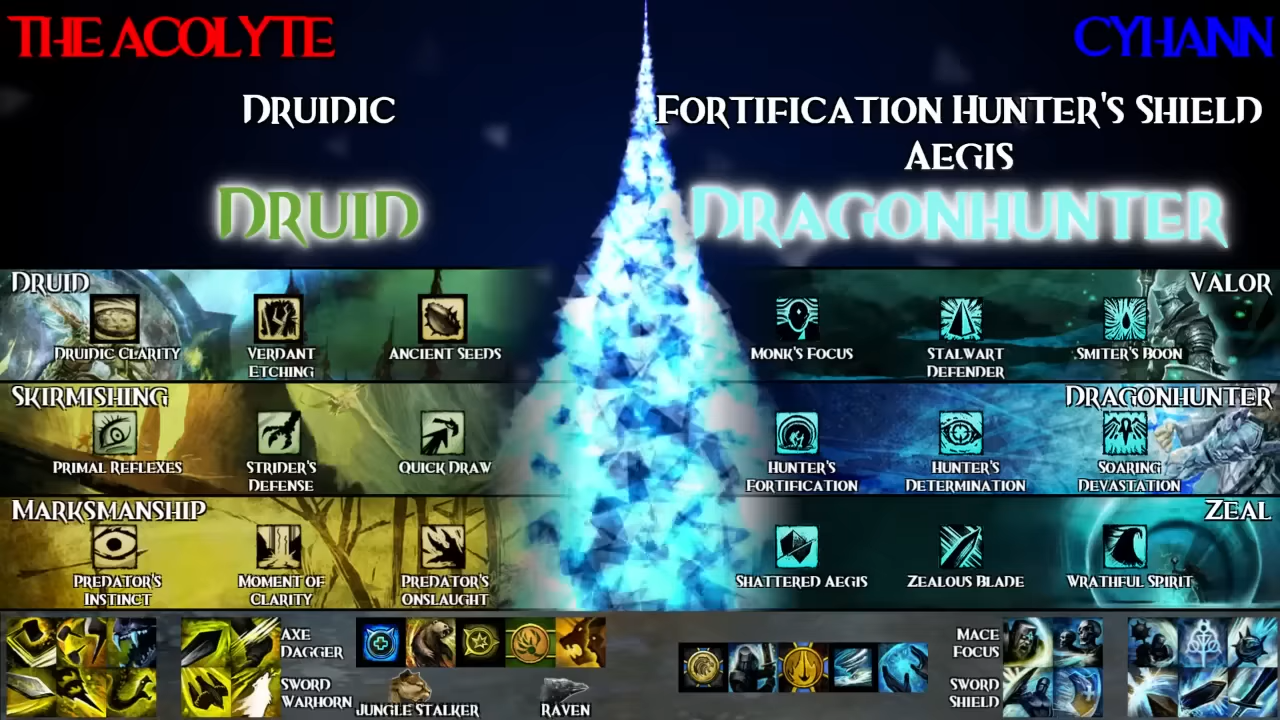 THE ACOLYTE
CYHANN
DRUIDIC
FORTIFICATION HUNTER'S SHIELD
AEGIS
DRUID
DRAGONHUNTER
DRUID
DRUIDIC CLARITY
VERDANT
ETCHING
ANCIENT SEEDS
VALOR
MONK'S FOCUS
STALWART
DEFENDER
SMITER'S BOON
SKIRMISHING
PRIMAL REFLEXES
STRIDER'S
DEFENSE
QUICK DRAW
DRAGONHUNTER
HUNTER'S
FORTIFICATION
HUNTER'S
DETERMINATION
SOARING
DEVASTATION
MARKSMANSHIP
PREDATOR'S
INSTINCT
MOMENT OF
CLARITY
PREDATOR'S
ONSLAUGHT
ZEAL
SHATTERED AEGIS
ZEALOUS BLADE
WRATHFUL SPIRIT
AXE
DAGGER
SWORD
WARHORN
JUNGLE STALKER
RAVEN
MACE
FOCUS
SWORD
SHIELD